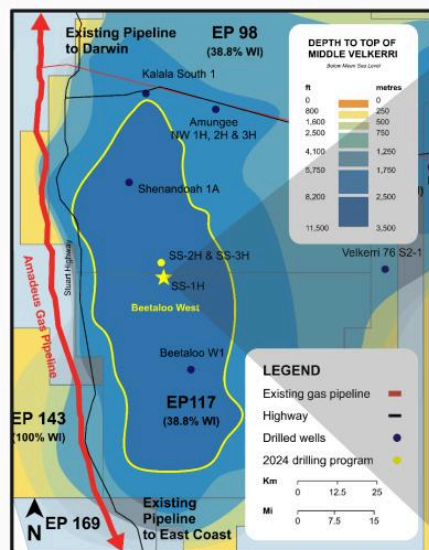 Existing Pipeline
to Darwin
EP 98
(38.8% WI)
Kalala South 1
Amungee
NW 1H, 2H & 3H
Shenandoah 1A
SS-2H & SS-3H
SS-1H
Beetaloo West
Velkerri 76 S2-1
Beetaloo W1
EP117
(38.8% WI)
Amadeus Gas Pipeline
Stuart Highway
EP 143
(100% WI)
N
EP 169
Existing
Pipeline
to East Coast
DEPTH TO TOP OF
MIDDLE VELKERRI
Below Mean Sea Level
ft metres
0 0
800 250
1,600 500
2,500 750
4,100 1,250
5,750 1,750
8,200 2,500
11,500 3,500
LEGEND
Existing gas pipeline
Highway
Drilled wells
2024 drilling program
Km
0 12.5 25
Mi
0 7.5 15